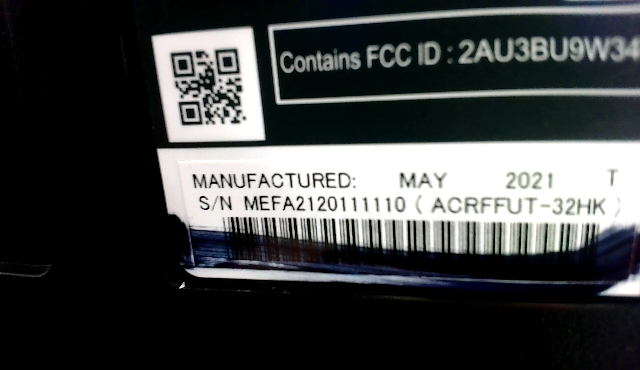 Contains FCC ID : 2AU3BU9W34
MANUFACTURED: MAY 2021 T
S/N MEFA2120111110 ( ACRFFUT-32HK )